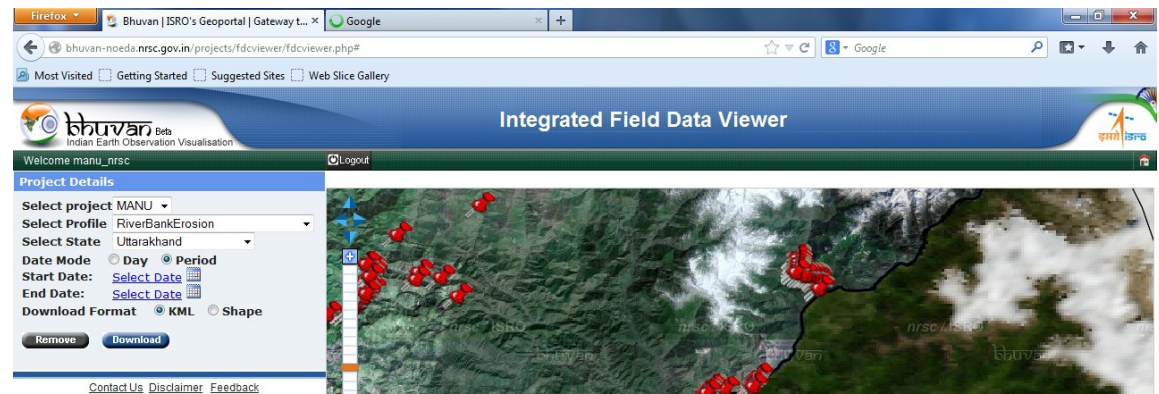 Firefox
Bhuvan | ISRO's Geoportal | Gateway t... ×
Google ×
+
bhuvan-noeda.nrsc.gov.in/projects/fdcviewer/fdcviewer.php#
Google
Most Visited Getting Started Suggested Sites Web Slice Gallery
bhuvan Beta
Indian Earth Observation Visualisation
Integrated Field Data Viewer
इसरो isro
Welcome manu_nrsc
Logout
Project Details
Select project MANU
Select Profile RiverBankErosion
Select State Uttarakhand
Date Mode Day Period
Start Date: Select Date
End Date: Select Date
Download Format KML Shape
Remove Download
Contact Us Disclaimer Feedback
nrsc / ISRO
nrsc / ISRO
nrsc / ISRO
bhuvan
bhuvan
bhuvan